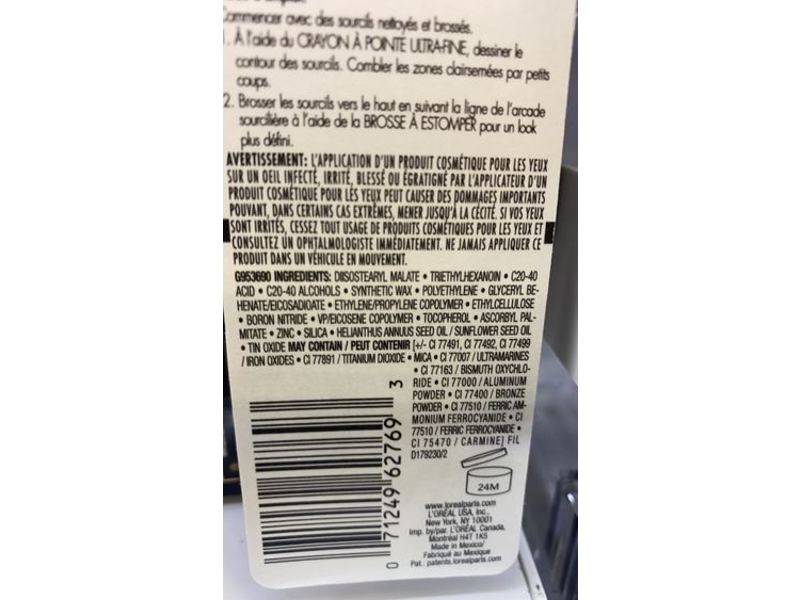 Commencer avec des sourcils nettoyés et brossés.
1. À l'aide du CRAYON À POINTE ULTRA-FINE, dessiner le
contour des sourcils. Combler les zones clairsemées par petits
coups.
2. Brosser les sourcils vers le haut en suivant la ligne de l'arcade
sourcilière à l'aide de la BROSSE À ESTOMPER pour un look
plus défini.
AVERTISSEMENT: L'APPLICATION D'UN PRODUIT COSMÉTIQUE POUR LES YEUX
SUR UN OEIL INFECTÉ, IRRITÉ, BLESSÉ OU ÉGRATIGNÉ PAR L'APPLICATEUR D'UN
PRODUIT COSMÉTIQUE POUR LES YEUX PEUT CAUSER DES DOMMAGES IMPORTANTS
POUVANT, DANS CERTAINS CAS EXTRÊMES, MENER JUSQU'À LA CÉCITÉ. SI VOS YEUX
SONT IRRITÉS, CESSEZ TOUT USAGE DE PRODUITS COSMÉTIQUES POUR LES YEUX ET
CONSULTEZ UN OPHTALMOLOGISTE IMMÉDIATEMENT. NE JAMAIS APPLIQUER CE
PRODUIT DANS UN VÉHICULE EN MOUVEMENT.
G953690 INGREDIENTS: DIISOSTEARYL MALATE • TRIETHYLHEXANOIN • C20-40
ACID • C20-40 ALCOHOLS • SYNTHETIC WAX • POLYETHYLENE • GLYCERYL BE-
HENATE/EICOSADIOATE • ETHYLENE/PROPYLENE COPOLYMER • ETHYLCELLULOSE
• BORON NITRIDE • VP/EICOSENE COPOLYMER • TOCOPHEROL • ASCORBYL PAL-
MITATE • ZINC • SILICA • HELIANTHUS ANNUUS SEED OIL / SUNFLOWER SEED OIL
• TIN OXIDE MAY CONTAIN / PEUT CONTENIR [+/- CI 77491, CI 77492, CI 77499
/ IRON OXIDES • CI 77891 / TITANIUM DIOXIDE • MICA • CI 77007 / ULTRAMARINES
• CI 77163 / BISMUTH OXYCHLO-
RIDE • CI 77000 / ALUMINUM
POWDER • CI 77400 / BRONZE
POWDER • CI 77510 / FERRIC AM-
MONIUM FERROCYANIDE • CI
77510 / FERRIC FERROCYANIDE •
CI 75470 / CARMINE] FIL
D179230/2
0 71249 62769 3
24M
www.lorealparis.com
L'ORÉAL USA, Inc.,
New York, NY 10001
Imp. by/par L'ORÉAL Canada,
Montréal H4T 1K5
Made in Mexico/
Fabriqué au Mexique
Pat.: patents.lorealparis.com